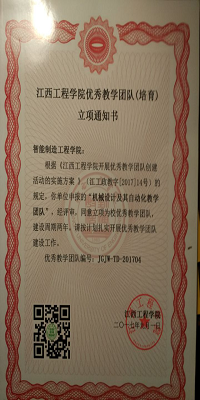 江西工程学院优秀教学团队(培育)
立项通知书
智能制造工程学院：
根据《江西工程学院开展优秀教学团队创建
活动的实施方案》（江工政教字[2017]14号）的
规定，你单位申报的“机械设计及其自动化教学
团队”，经评审，同意立项为校优秀教学团队，
建设周期两年。请按计划扎实开展优秀教学团队
建设工作。
优秀教学团队编号：JGJW-TD-201704
江西工程学院
二〇一七年 月一日